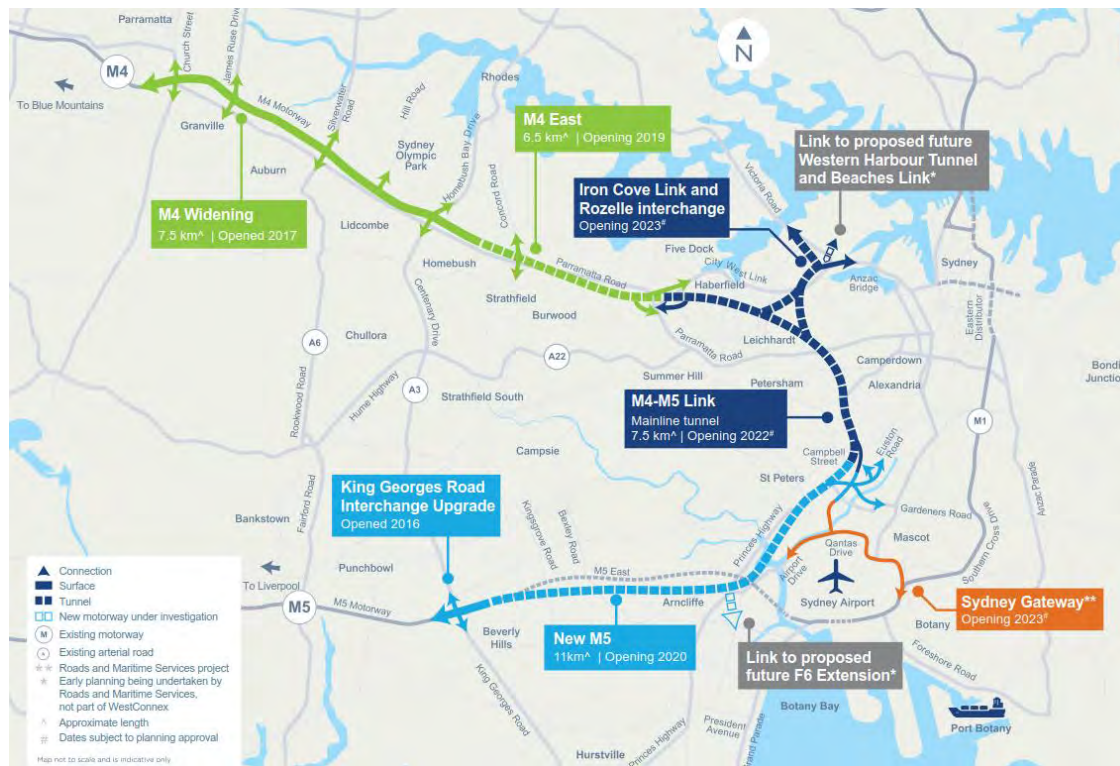 Parramatta
Church Street
James Ruse Drive
M4
To Blue Mountains
M4 Motorway
Granville
Silverwater
Road
Hill Road
Rhodes
Auburn
Sydney
Olympic
Park
Homebush Bay Drive
Concord Road
M4 East
6.5 km^ | Opening 2019
N
Link to proposed future
Western Harbour Tunnel
and Beaches Link*
Victoria Road
Iron Cove Link and
Rozelle interchange
Opening 2023#
M4 Widening
7.5 km^ | Opened 2017
Lidcombe
Homebush
Five Dock
City West Link
Parramatta Road
Haberfield
Anzac
Bridge
Sydney
Eastern
Distributor
Strathfield
Burwood
Centenary Drive
Chullora
A6
A22
Leichhardt
Parramatta Road
Camperdown
Bondi
Junctio
Summer Hill
Petersham
Alexandria
Hume Highway
A3
Strathfield South
Rookwood Road
M4-M5 Link
Mainline tunnel
7.5 km^ | Opening 2022#
M1
Campbell
Street
Euston
Road
Campsie
St Peters
Anzac Parade
King Georges Road
Interchange Upgrade
Opened 2016
Fairford Road
Bankstown
Kingsgrove Road
Bexley Road
Princes Highway
Gardeners Road
Mascot
Southern Cross Drive
Qantas
Drive
Airport
Drive
Punchbowl
To Liverpool
M5
M5 Motorway
M5 East
Arncliffe
Sydney Airport
Botany
Sydney Gateway**
Opening 2023#
Beverly
Hills
New M5
11km^ | Opening 2020
Link to proposed
future F6 Extension*
Foreshore Road
Botany Bay
King Georges Road
President
Avenue
Princes Highway
Grand Parade
Hurstville
Port Botany
Connection
Surface
Tunnel
New motorway under investigation
M Existing motorway
Existing arterial road
** Roads and Maritime Services project
* Early planning being undertaken by
Roads and Maritime Services,
not part of WestConnex
^ Approximate length
# Dates subject to planning approval
Map not to scale and is indicative only